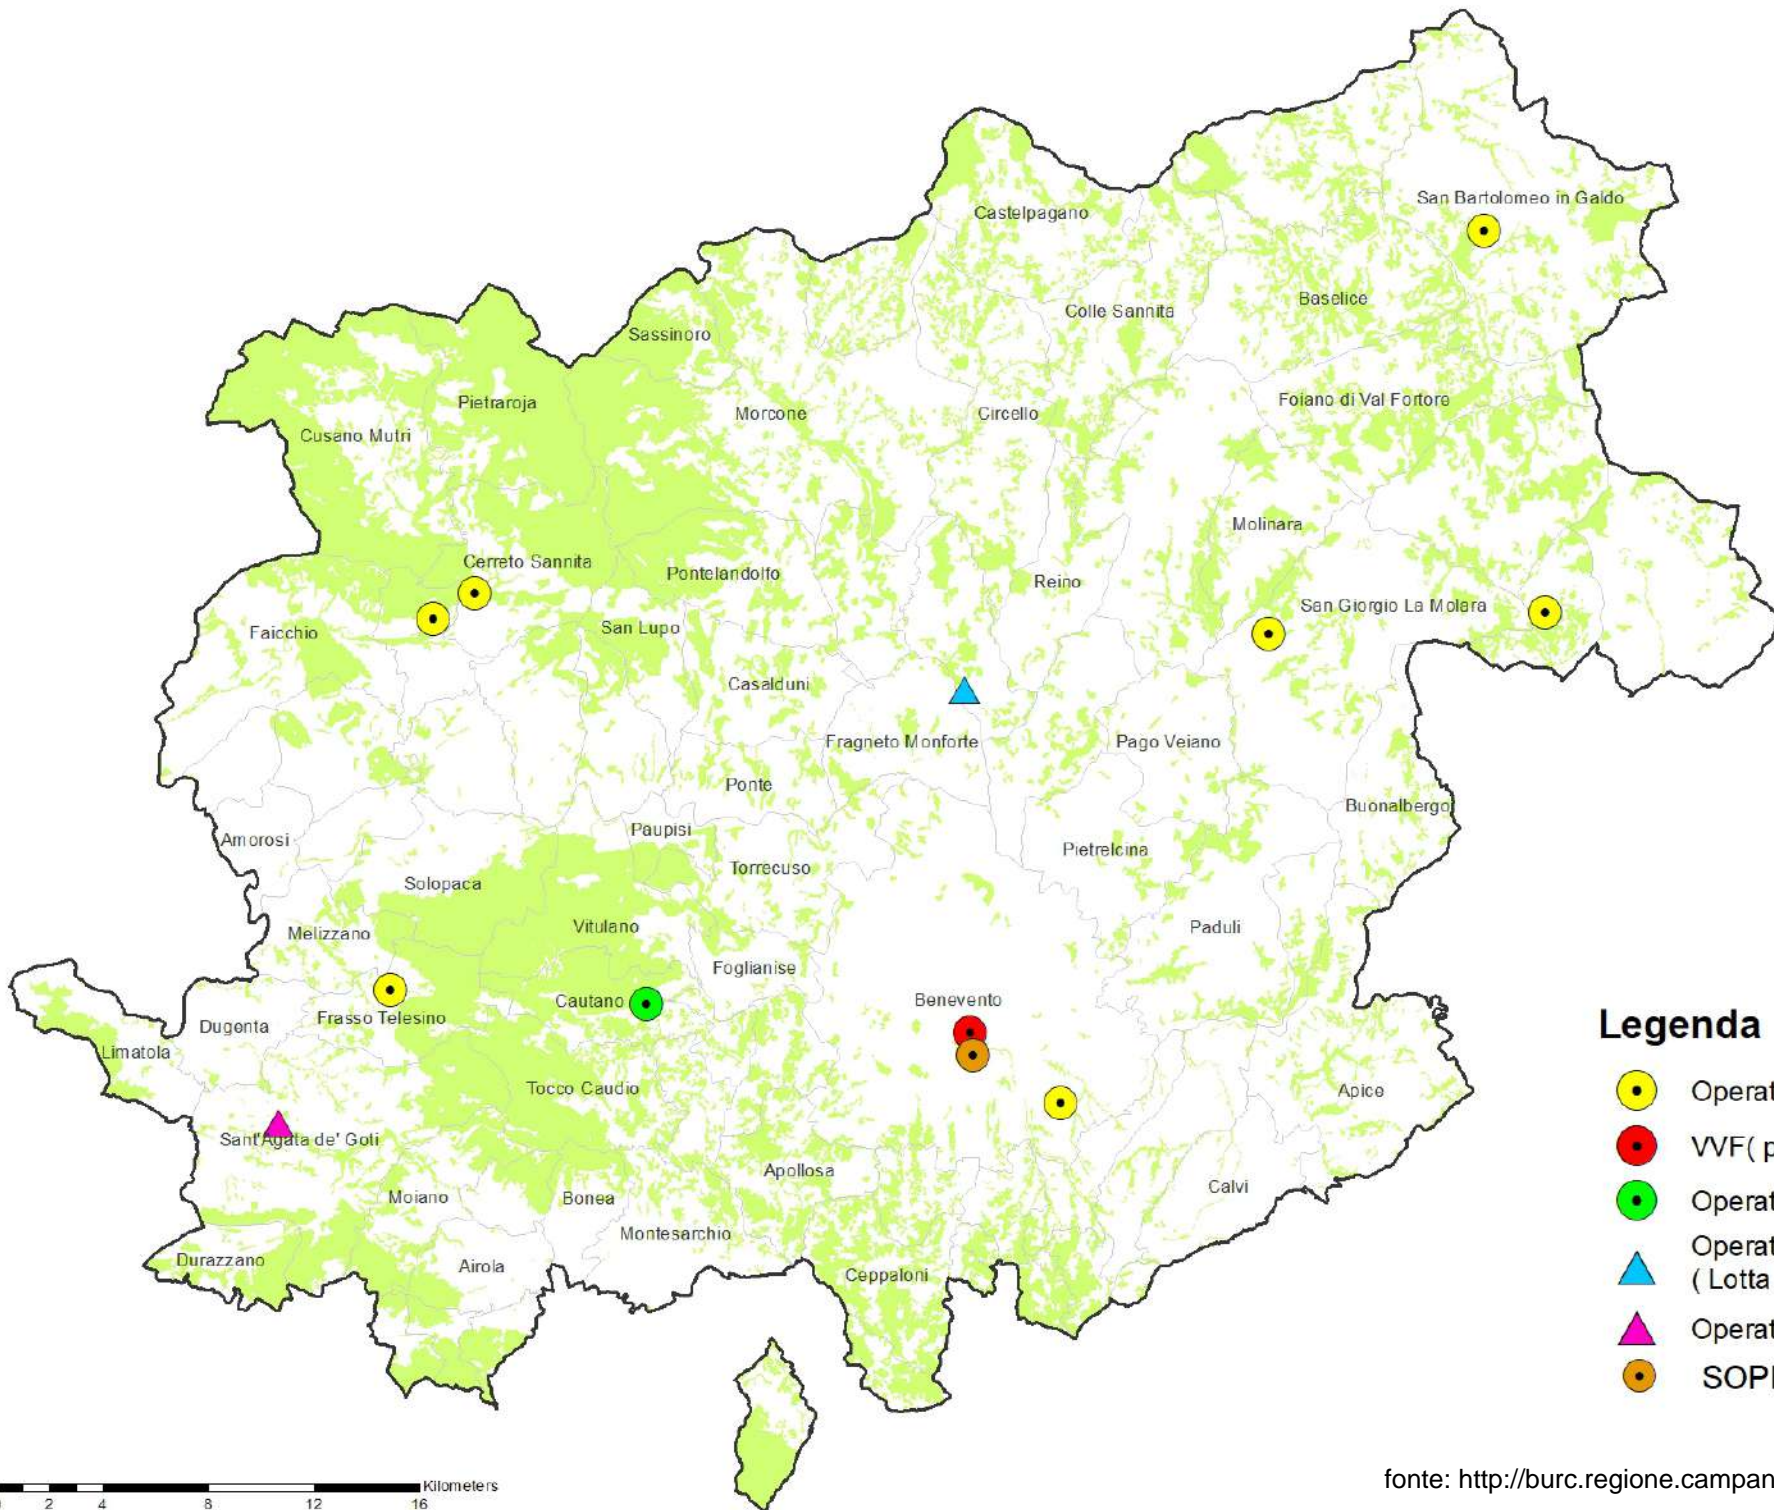 San Bartolomeo in Galdo
Castelpagano
Baselice
Colle Sannita
Sassinoro
Foiano di Val Fortore
Pietraroja
Morcone
Circello
Cusano Mutri
Molinara
Cerreto Sannita
Pontelandolfo
Reino
San Giorgio La Molara
Faicchio
San Lupo
Casalduni
Fragneto Monforte
Pago Veiano
Ponte
Buonalbergo
Paupisi
Amorosi
Pietrelcina
Torrecuso
Solopaca
Vitulano
Paduli
Melizzano
Foglianise
Cautano
Benevento
Frasso Telesino
Dugenta
Limatola
Tocco Caudio
Apice
Sant'Agata de' Goti
Apollosa
Calvi
Moiano
Bonea
Montesarchio
Durazzano
Airola
Ceppaloni
Legenda
Operat
VVF( p
Operat
Operat
( Lotta
Operat
SOP
Kilometers
2 4 8 12 16
fonte: http://burc.regione.campan